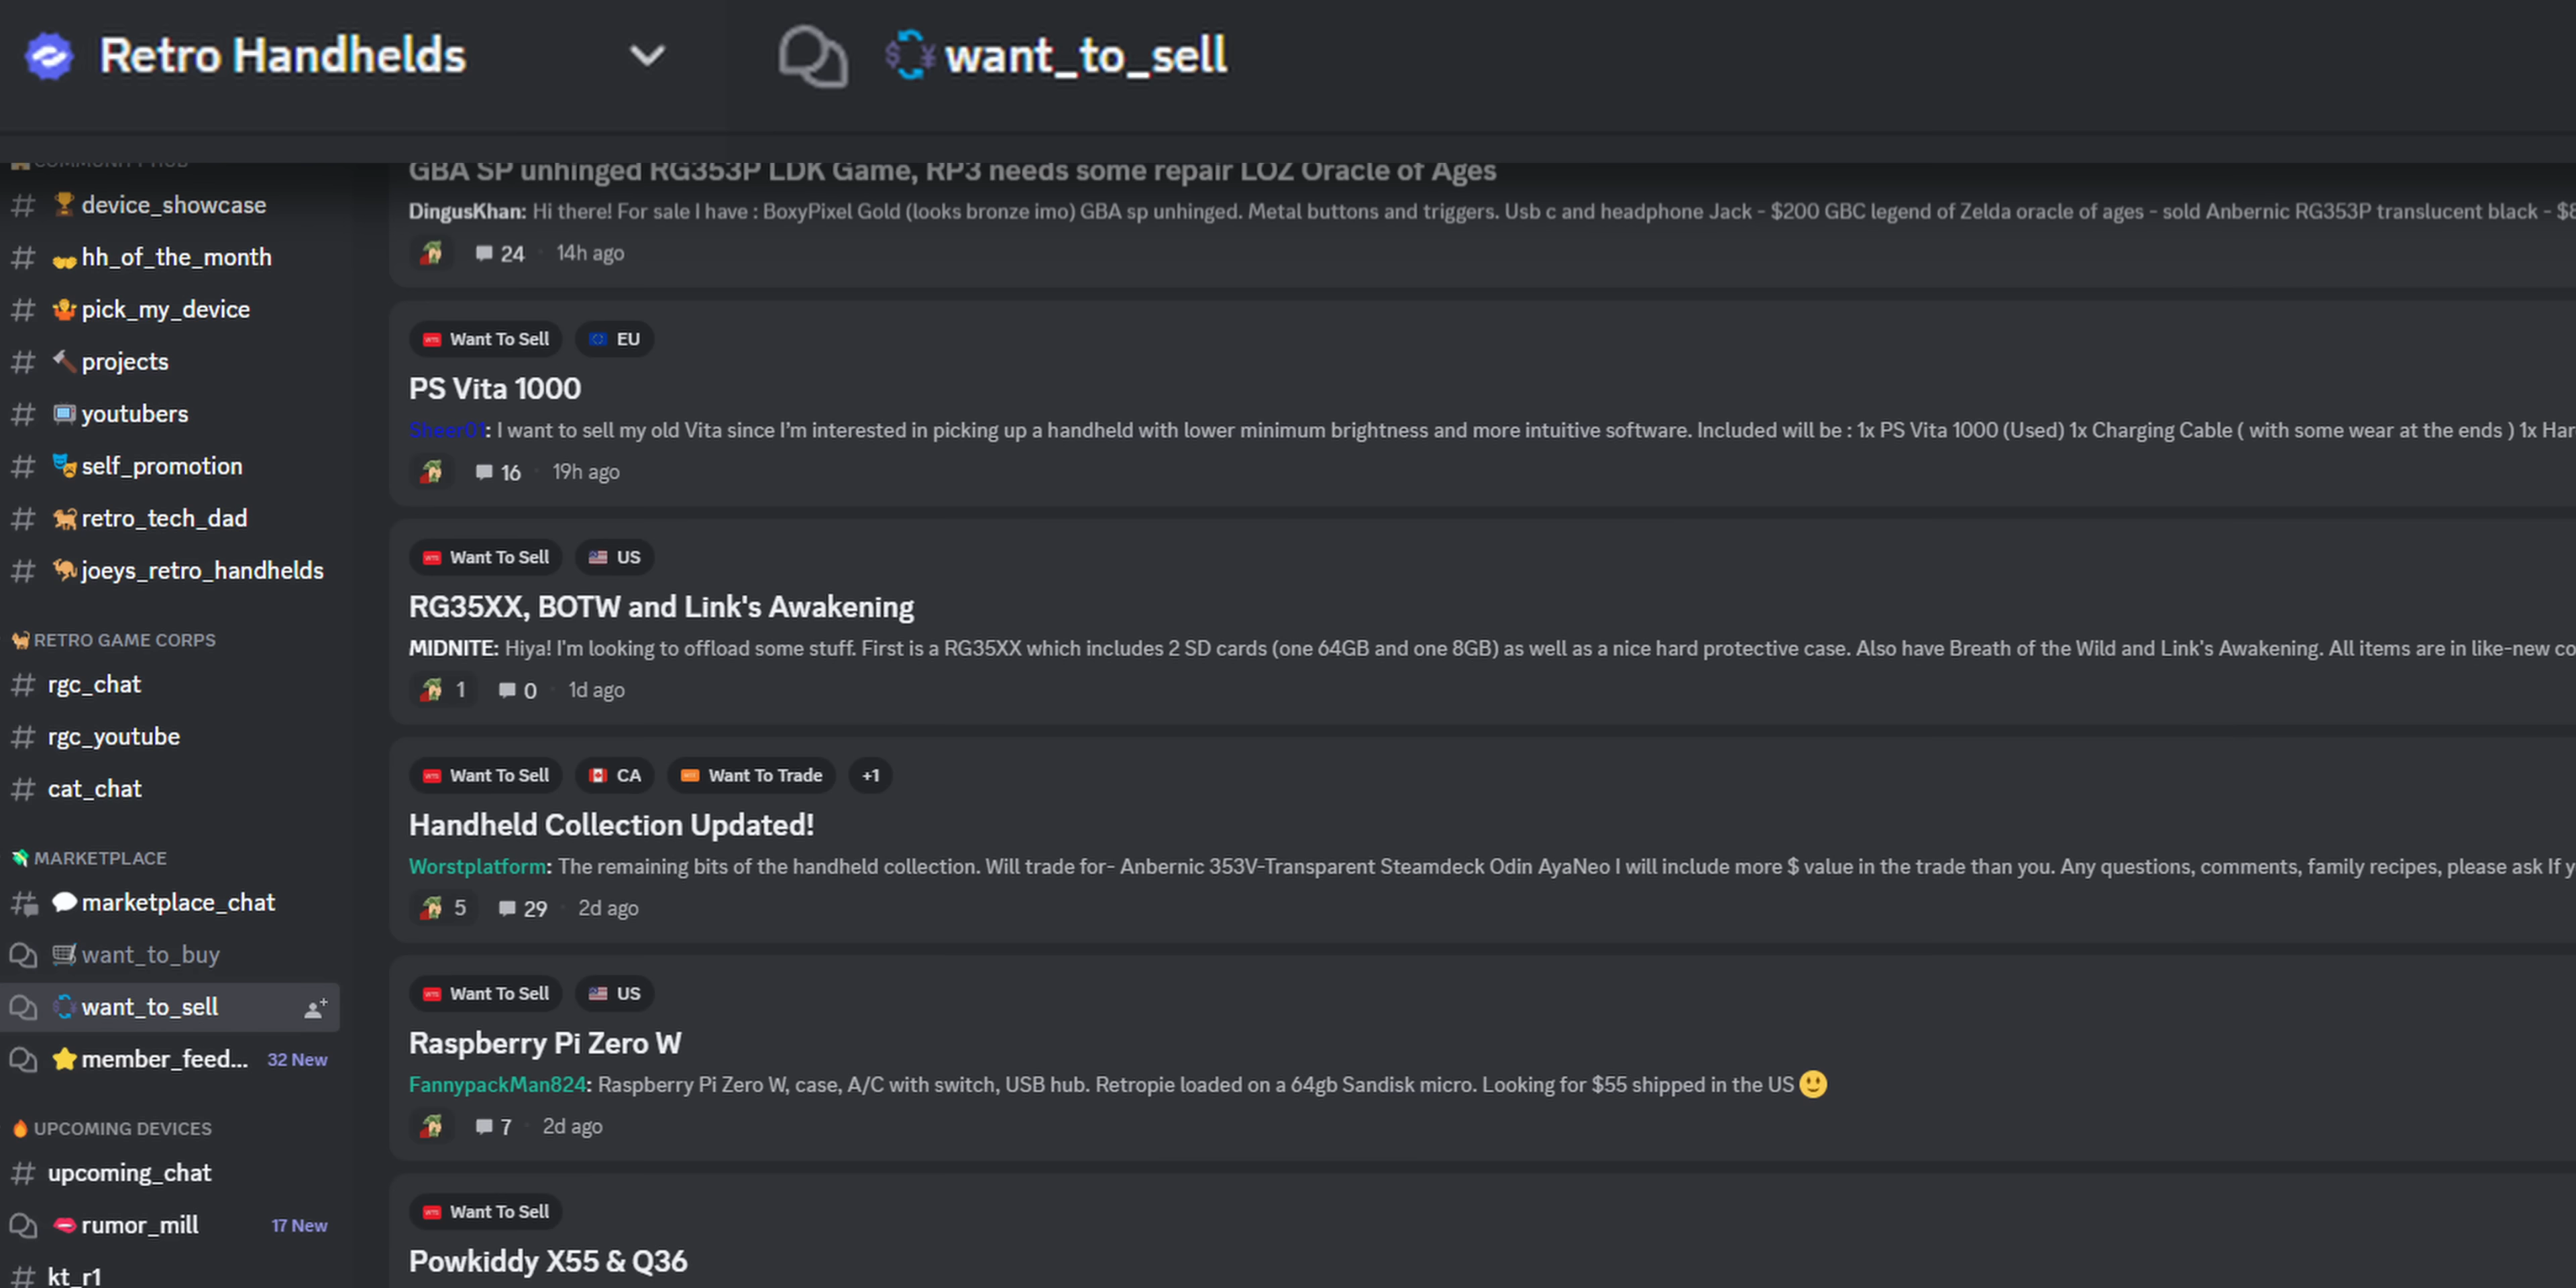 Retro Handhelds
want_to_sell
COMMUNITY HUB
device_showcase
hh_of_the_month
pick_my_device
projects
youtubers
self_promotion
retro_tech_dad
joeys_retro_handhelds
RETRO GAME CORPS
rgc_chat
rgc_youtube
cat_chat
MARKETPLACE
marketplace_chat
want_to_buy
want_to_sell
member_feed... 32 New
UPCOMING DEVICES
upcoming_chat
rumor_mill 17 New
kt_r1
GBA SP unhinged RG353P LDK Game, RP3 needs some repair LOZ Oracle of Ages
DingusKhan: Hi there! For sale I have : BoxyPixel Gold (looks bronze imo) GBA sp unhinged. Metal buttons and triggers. Usb c and headphone Jack - $200 GBC legend of Zelda oracle of ages - sold Anbernic RG353P translucent black - $8
24 14h ago
Want To Sell EU
PS Vita 1000
Sheer01: I want to sell my old Vita since I'm interested in picking up a handheld with lower minimum brightness and more intuitive software. Included will be : 1x PS Vita 1000 (Used) 1x Charging Cable ( with some wear at the ends ) 1x Har
16 19h ago
Want To Sell US
RG35XX, BOTW and Link's Awakening
MIDNITE: Hiya! I'm looking to offload some stuff. First is a RG35XX which includes 2 SD cards (one 64GB and one 8GB) as well as a nice hard protective case. Also have Breath of the Wild and Link's Awakening. All items are in like-new co
1 0 1d ago
Want To Sell CA Want To Trade +1
Handheld Collection Updated!
Worstplatform: The remaining bits of the handheld collection. Will trade for- Anbernic 353V-Transparent Steamdeck Odin AyaNeo I will include more $ value in the trade than you. Any questions, comments, family recipes, please ask If y
5 29 2d ago
Want To Sell US
Raspberry Pi Zero W
FannypackMan824: Raspberry Pi Zero W, case, A/C with switch, USB hub. Retropie loaded on a 64gb Sandisk micro. Looking for $55 shipped in the US
7 2d ago
Want To Sell
Powkiddy X55 & Q36